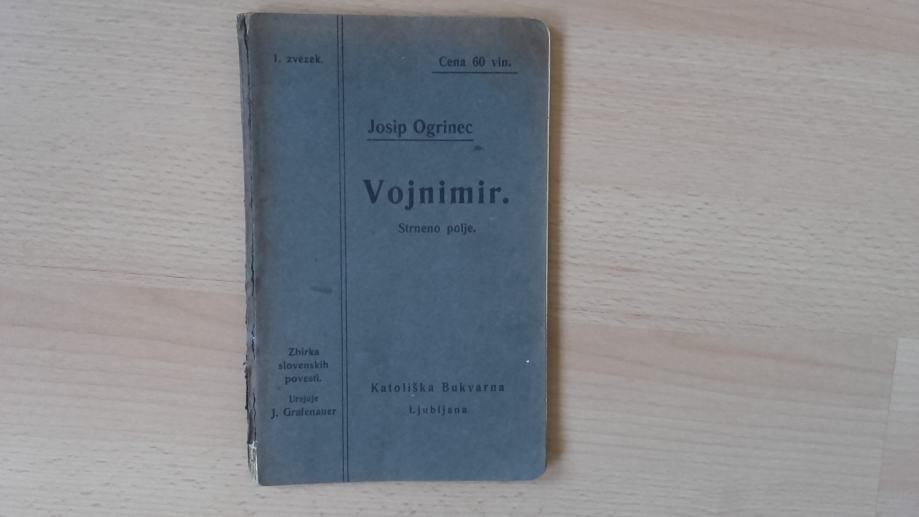 1. zvezek.
Cena 60 vin.
Josip Ogrinec
Vojnimir.
Strneno polje.
Zbirka
slovenskih
povesti.
Urejuje
J. Grafenauer
Katoliška Bukvarna
Ljubljana